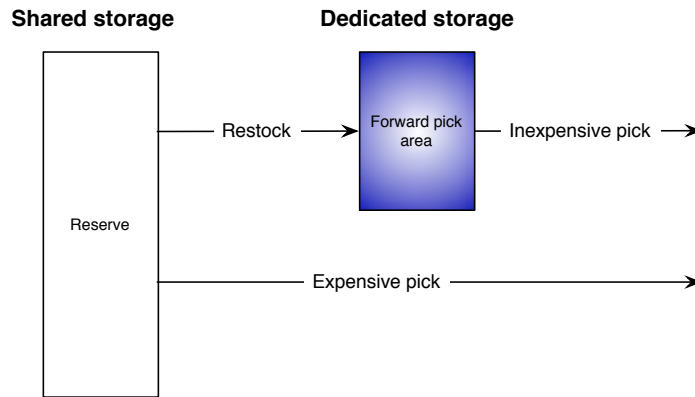 Shared storage
Dedicated storage
Restock
Forward pick
area
Inexpensive pick
Reserve
Expensive pick